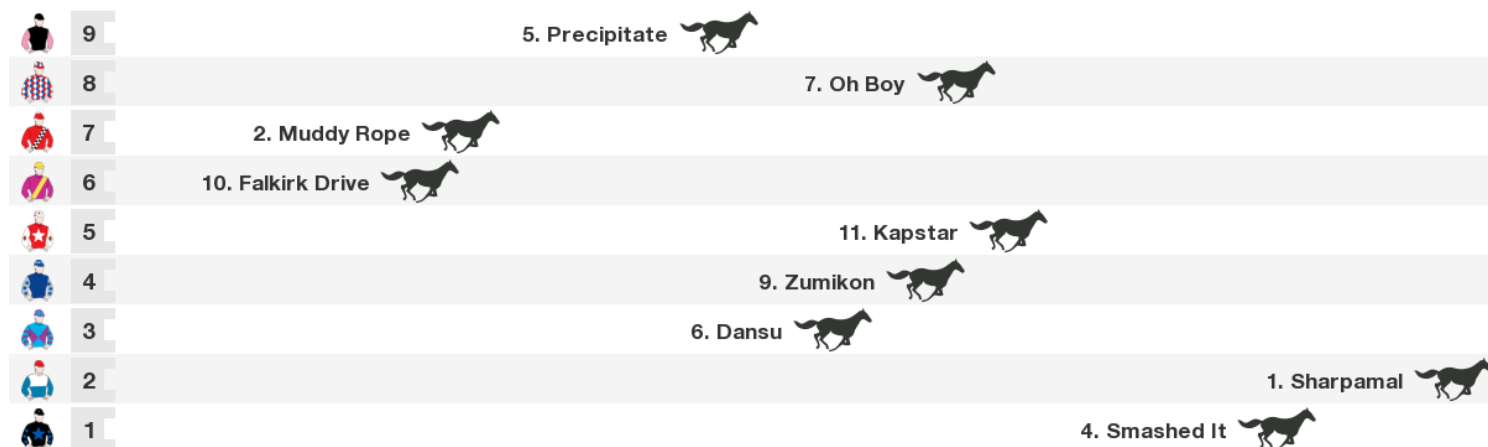 9 5. Precipitate
8 7. Oh Boy
7 2. Muddy Rope
6 10. Falkirk Drive
5 11. Kapstar
4 9. Zumikon
3 6. Dansu
2 1. Sharpamal
1 4. Smashed It